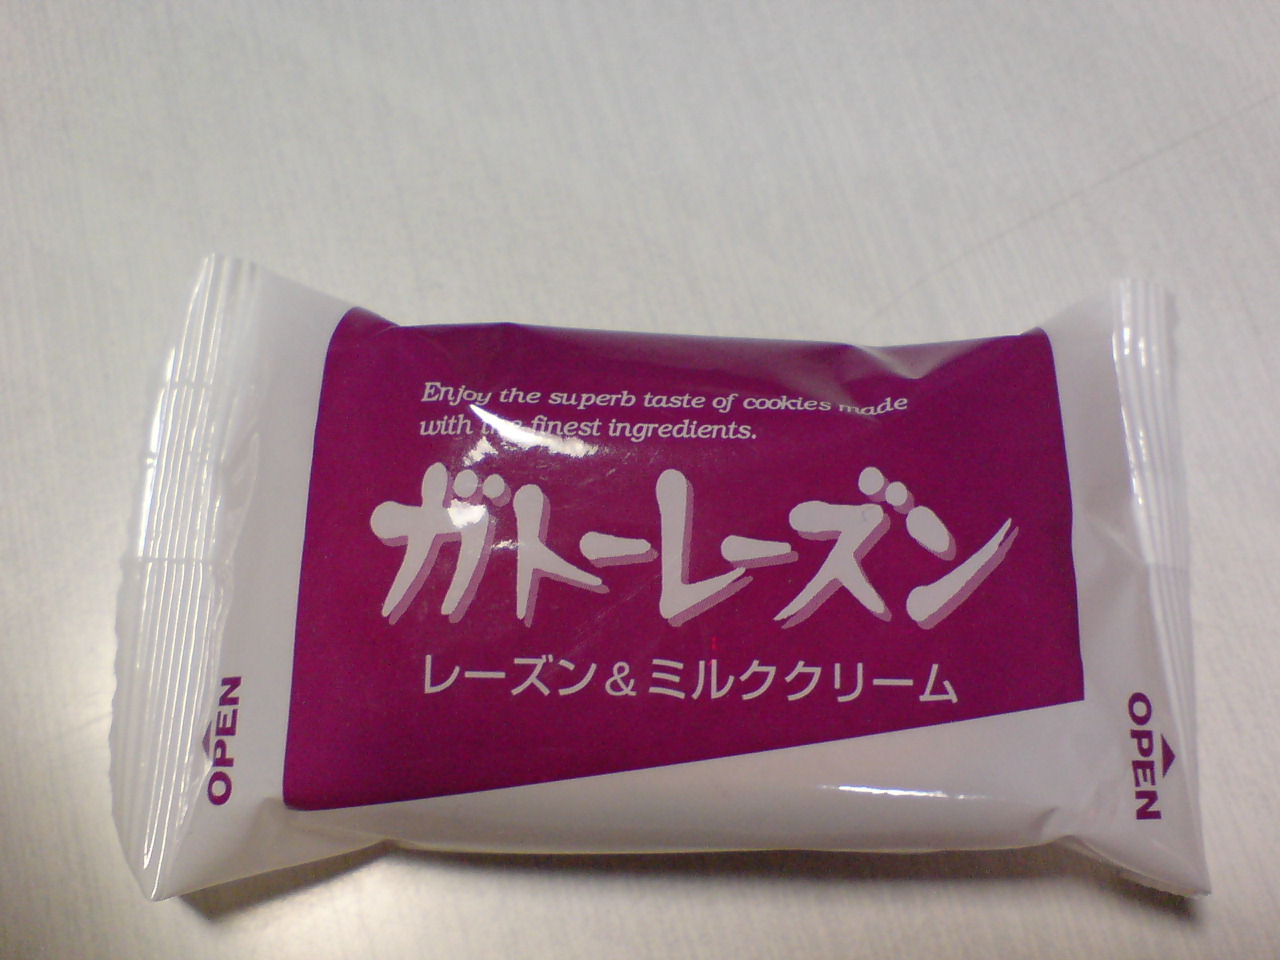 Enjoy the superb taste of cookies made
with the finest ingredients.
ガトーレーズン
レーズン&ミルククリーム
OPEN
OPEN